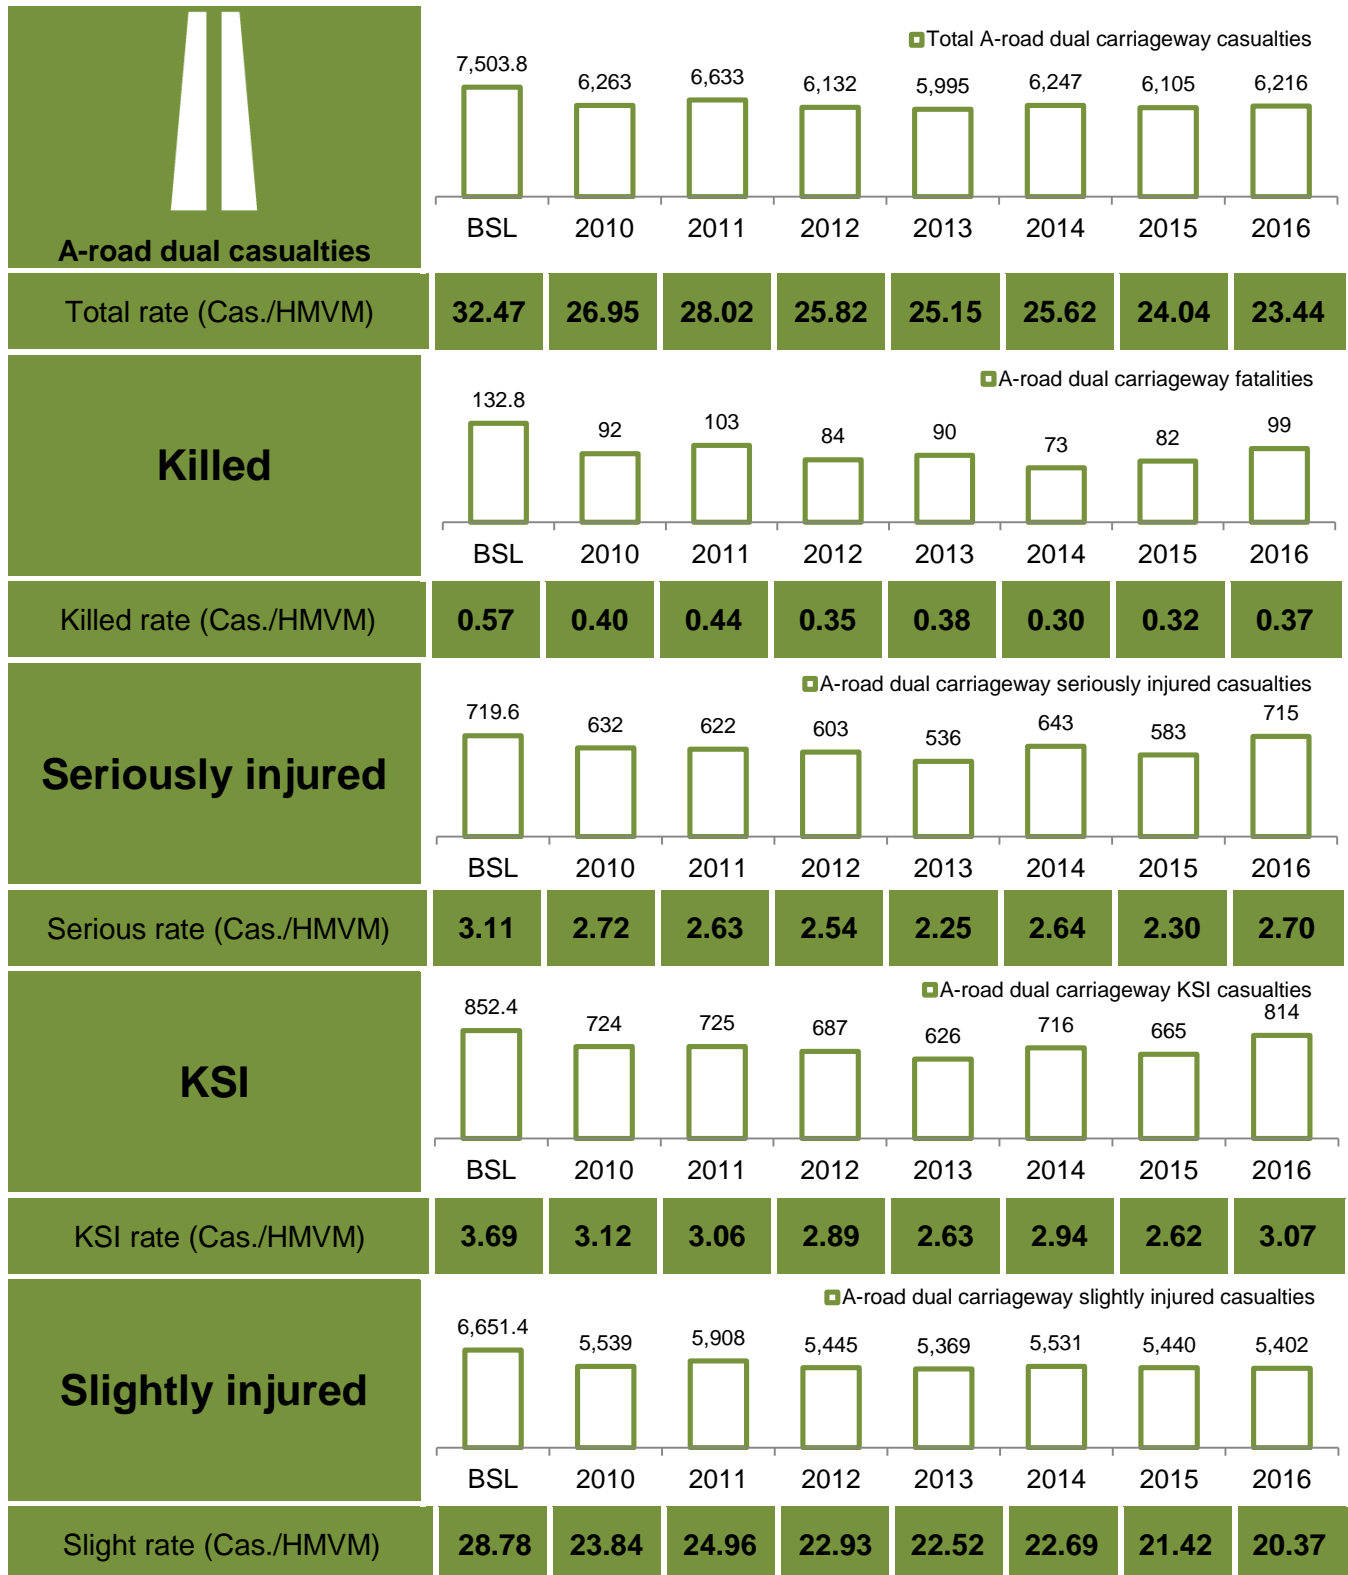 Total A-road dual carriageway casualties
7,503.8 6,263 6,633 6,132 5,995 6,247 6,105 6,216
BSL 2010 2011 2012 2013 2014 2015 2016
A-road dual casualties
Total rate (Cas./HMVM) 32.47 26.95 28.02 25.82 25.15 25.62 24.04 23.44
A-road dual carriageway fatalities
132.8 92 103 84 90 73 82 99
Killed
BSL 2010 2011 2012 2013 2014 2015 2016
Killed rate (Cas./HMVM) 0.57 0.40 0.44 0.35 0.38 0.30 0.32 0.37
A-road dual carriageway seriously injured casualties
719.6 632 622 603 536 643 583 715
Seriously injured
BSL 2010 2011 2012 2013 2014 2015 2016
Serious rate (Cas./HMVM) 3.11 2.72 2.63 2.54 2.25 2.64 2.30 2.70
A-road dual carriageway KSI casualties
852.4 724 725 687 626 716 665 814
KSI
BSL 2010 2011 2012 2013 2014 2015 2016
KSI rate (Cas./HMVM) 3.69 3.12 3.06 2.89 2.63 2.94 2.62 3.07
A-road dual carriageway slightly injured casualties
6,651.4 5,539 5,908 5,445 5,369 5,531 5,440 5,402
Slightly injured
BSL 2010 2011 2012 2013 2014 2015 2016
Slight rate (Cas./HMVM) 28.78 23.84 24.96 22.93 22.52 22.69 21.42 20.37